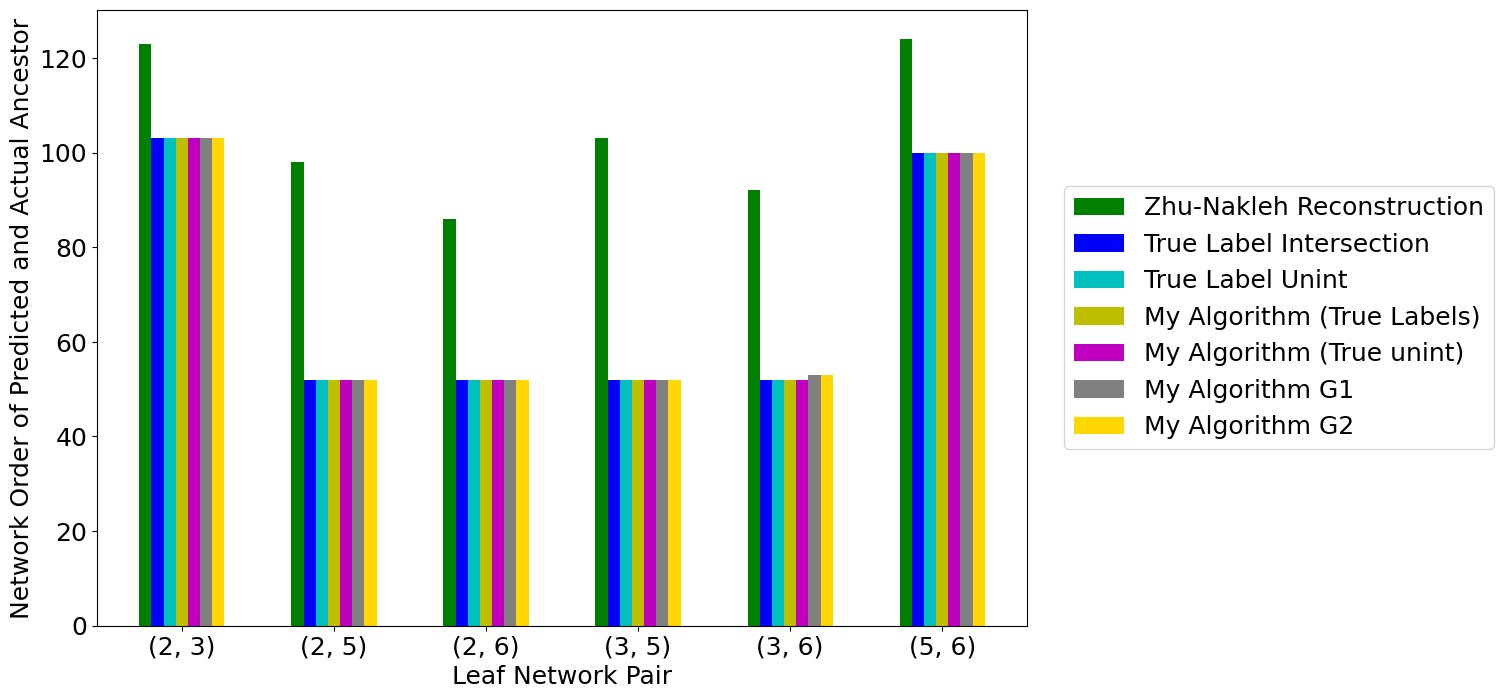 Network Order of Predicted and Actual Ancestor
120
100
80
60
40
20
0
(2, 3) (2, 5) (2, 6) (3, 5) (3, 6) (5, 6)
Leaf Network Pair
Zhu-Nakleh Reconstruction
True Label Intersection
True Label Unint
My Algorithm (True Labels)
My Algorithm (True unint)
My Algorithm G1
My Algorithm G2